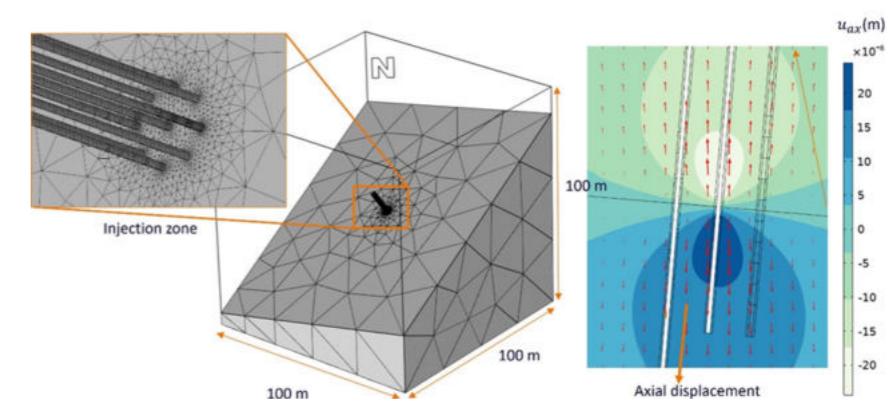 u_ax(m)
×10⁻⁶
N
20
15
10
5
0
-5
-10
-15
-20
100 m
Injection zone
100 m
100 m
Axial displacement